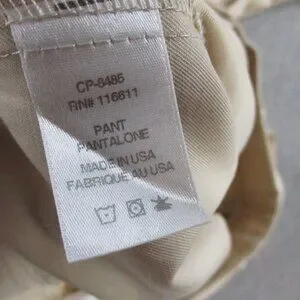 CP-8485
RN# 116611
PANT
PANTALONE
MADE IN USA
FABRIQUE AU USA